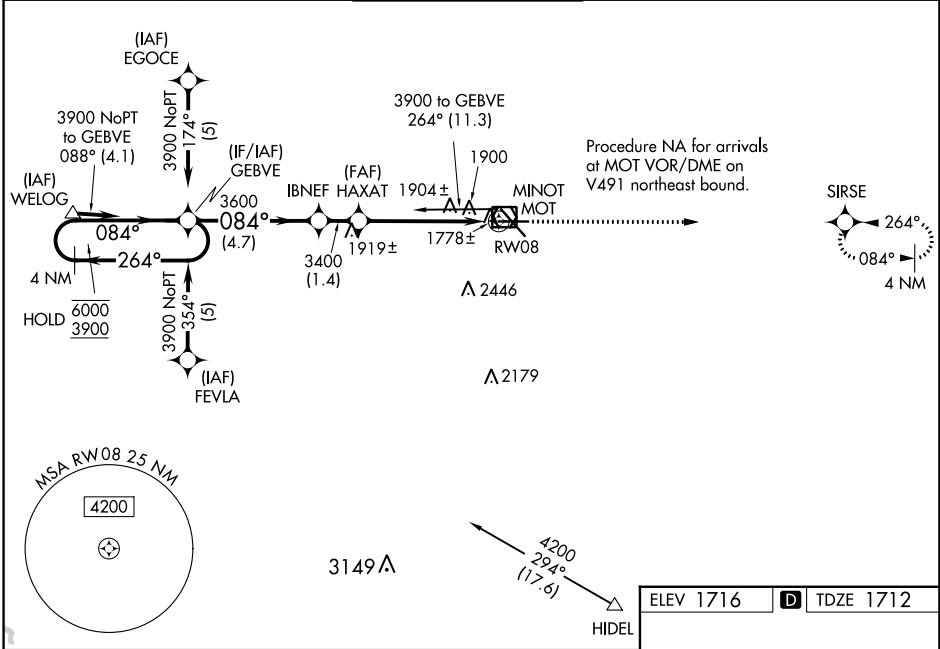 (IAF)
EGOCE
3900 NoPT
to GEBVE
088° (4.1)
3900 NoPT
174°
(5)
(IF/IAF)
GEBVE
(IAF)
WELOG
3600
084°
(4.7)
084°
264°
4 NM
HOLD
6000
3900
3900 NoPT
354°
(5)
(IAF)
FEVLA
IBNEF
(FAF)
HAXAT
3400
(1.4)
1919±
3900 to GEBVE
264° (11.3)
1900
1904±
1778±
MINOT
MOT
RW08
Procedure NA for arrivals
at MOT VOR/DME on
V491 northeast bound.
SIRSE
264°
084°
4 NM
2446
2179
MSA RW08 25 NM
4200
3149
4200
294°
(17.6)
HIDEL
ELEV 1716 D TDZE 1712